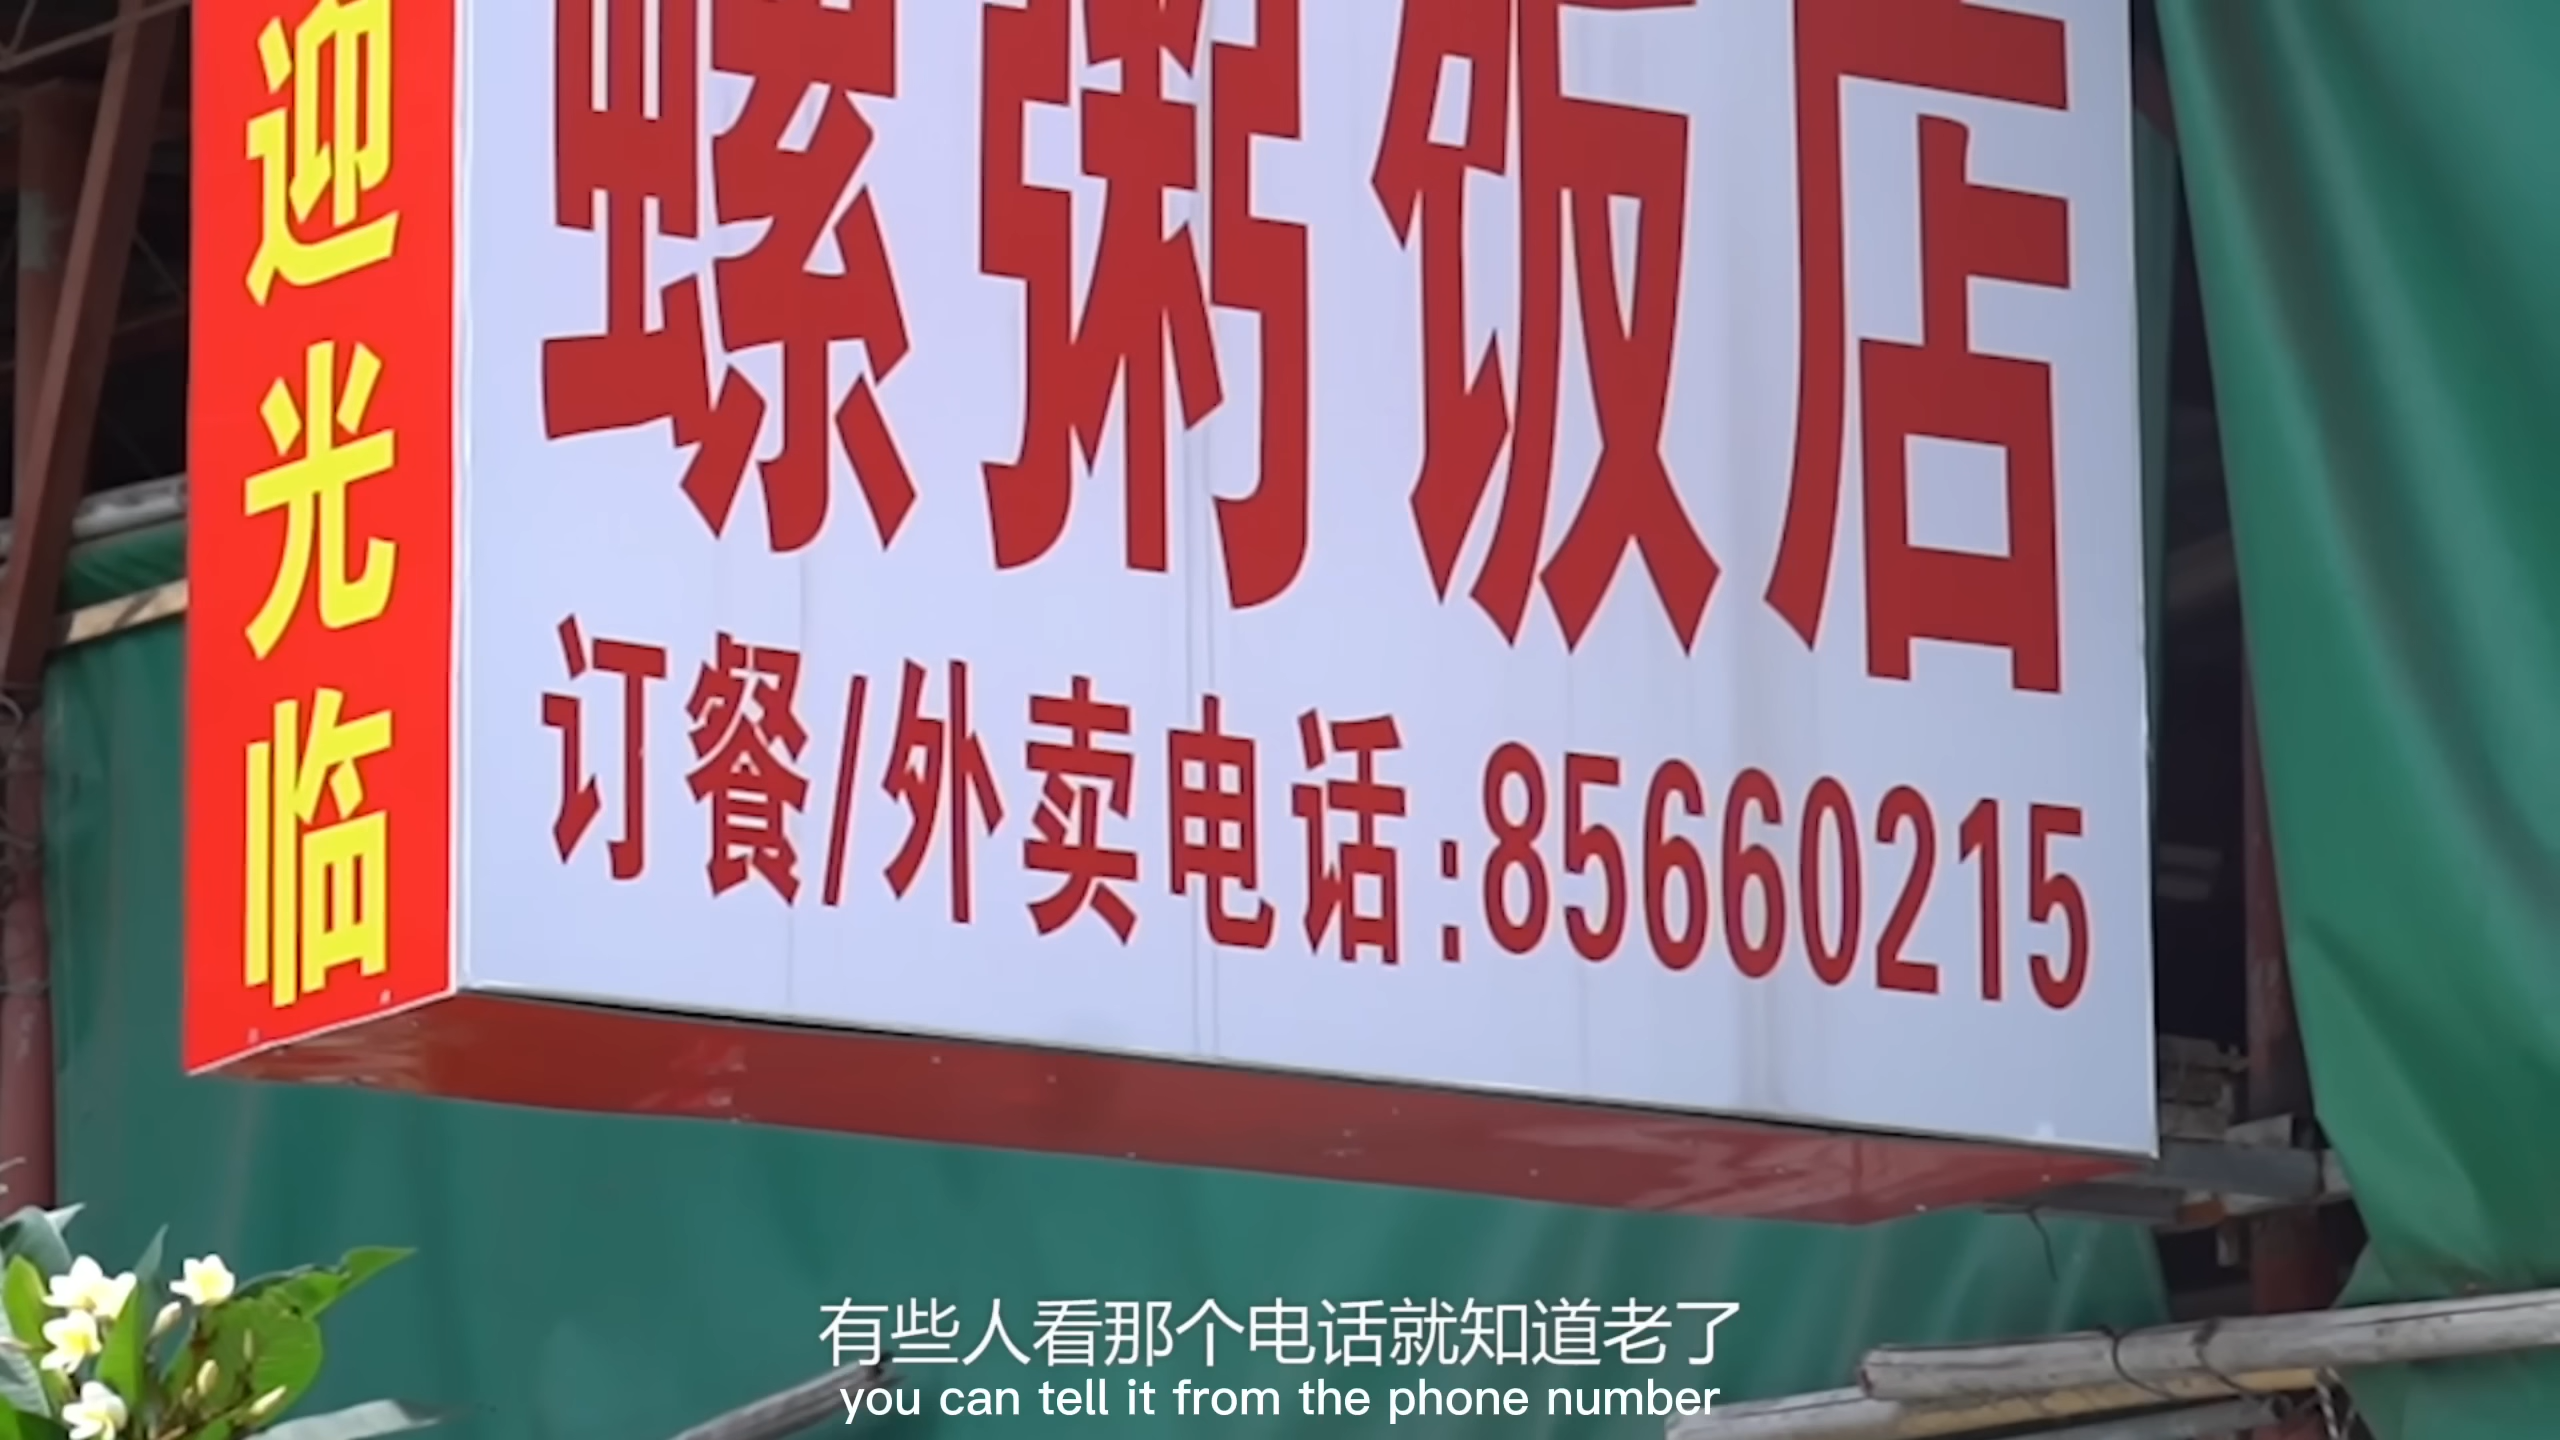 迎光临
螺粥饭店
订餐/外卖电话:85660215
有些人看那个电话就知道老了
you can tell it from the phone number